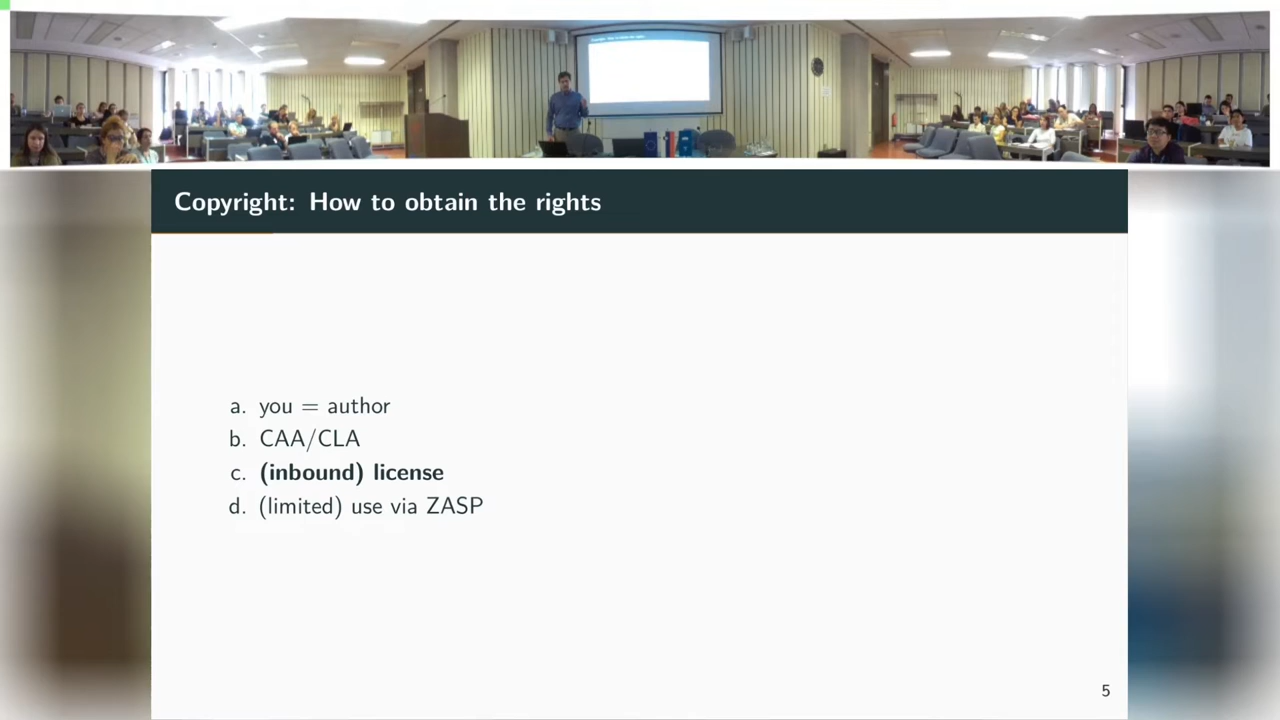 Copyright: How to obtain the rights
a. you = author
b. CAA/CLA
c. (inbound) license
d. (limited) use via ZASP
5